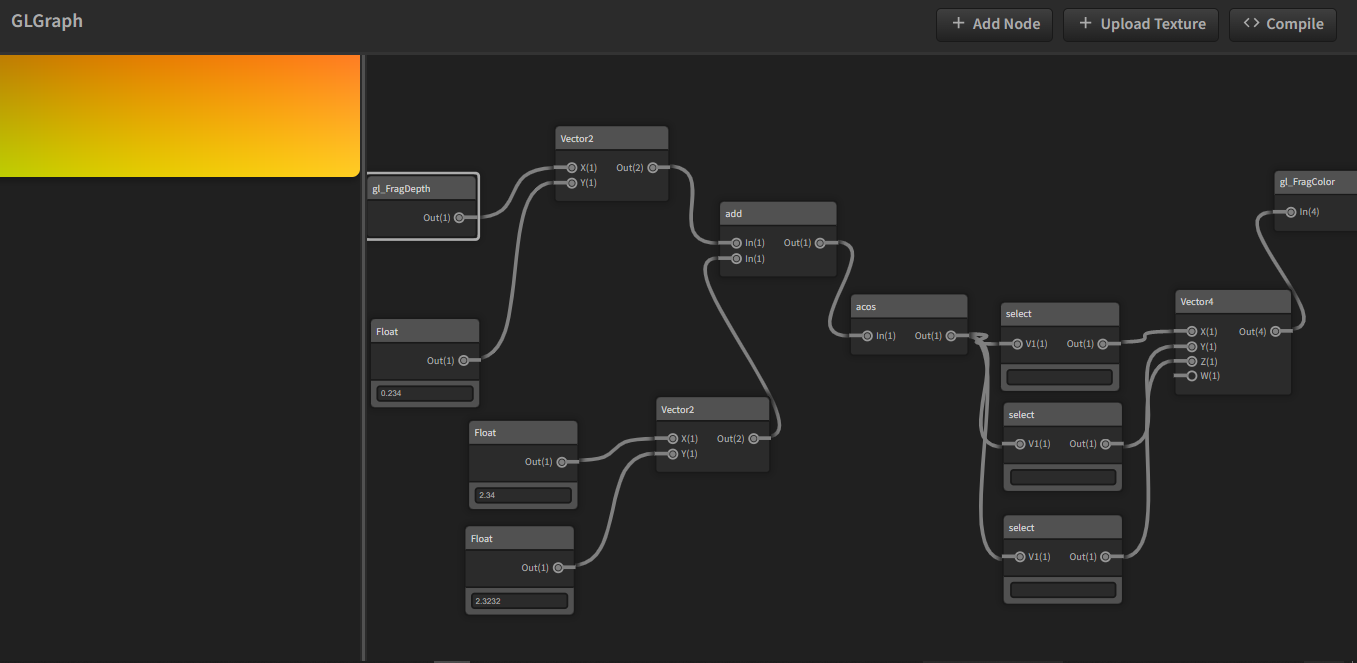 GLGraph
+ Add Node
+ Upload Texture
<> Compile
Vector2
X(1) Out(2)
Y(1)
gl_FragDepth
Out(1)
gl_FragColor
In(4)
add
In(1) Out(1)
In(1)
Float
Out(1)
0.234
acos
In(1) Out(1)
select
V1(1) Out(1)
Vector4
X(1) Out(4)
Y(1)
Z(1)
W(1)
Vector2
X(1) Out(2)
Y(1)
select
V1(1) Out(1)
Float
Out(1)
2.34
Float
Out(1)
2.3232
select
V1(1) Out(1)